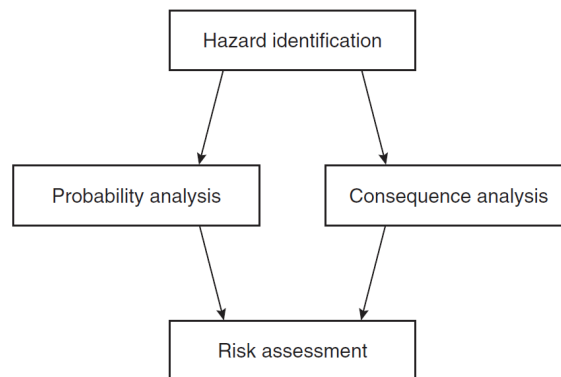 Hazard identification
Probability analysis
Consequence analysis
Risk assessment